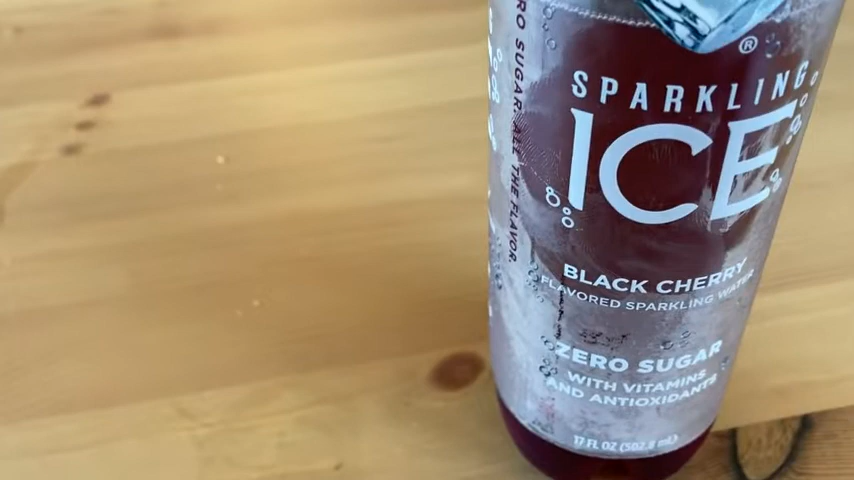 ZERO SUGAR. ALL THE FLAVOR.
®
SPARKLING
ICE
BLACK CHERRY
FLAVORED SPARKLING WATER
ZERO SUGAR
WITH VITAMINS
AND ANTIOXIDANTS
17 FL OZ (502.8 mL)